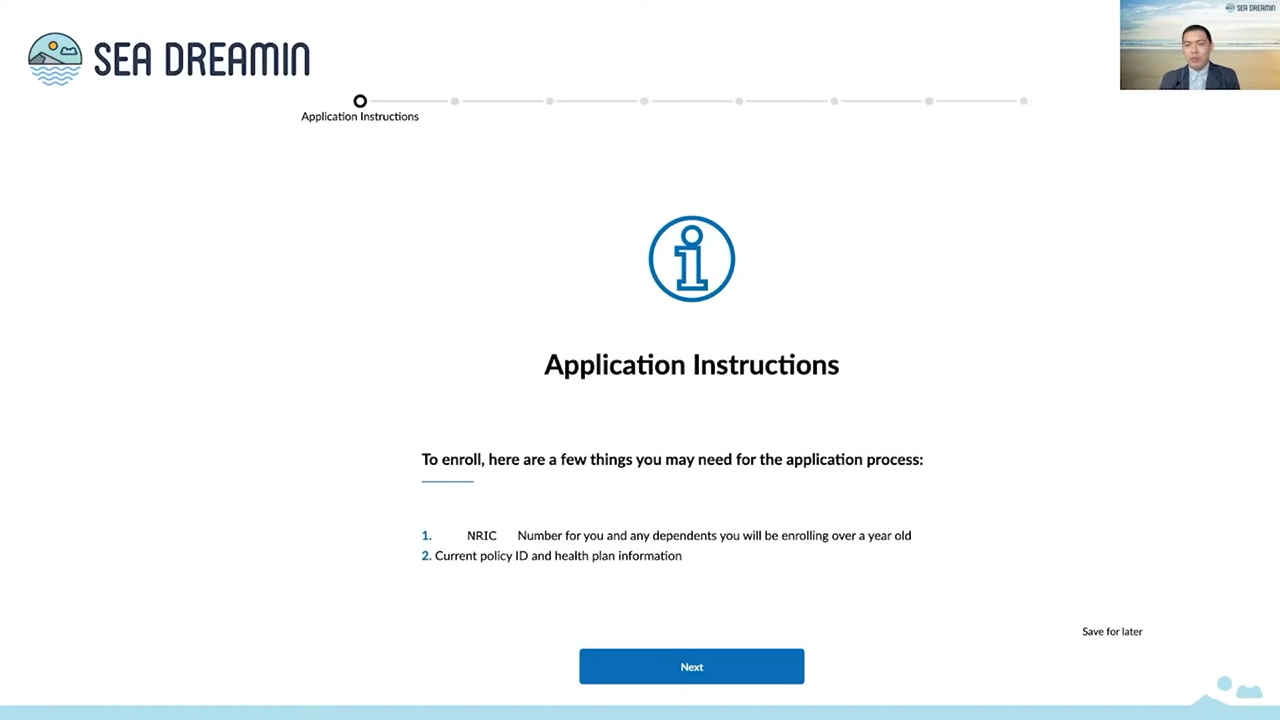 SEA DREAMIN
SEA DREAMIN
Application Instructions
Application Instructions
To enroll, here are a few things you may need for the application process:
1. NRIC Number for you and any dependents you will be enrolling over a year old
2. Current policy ID and health plan information
Save for later
Next